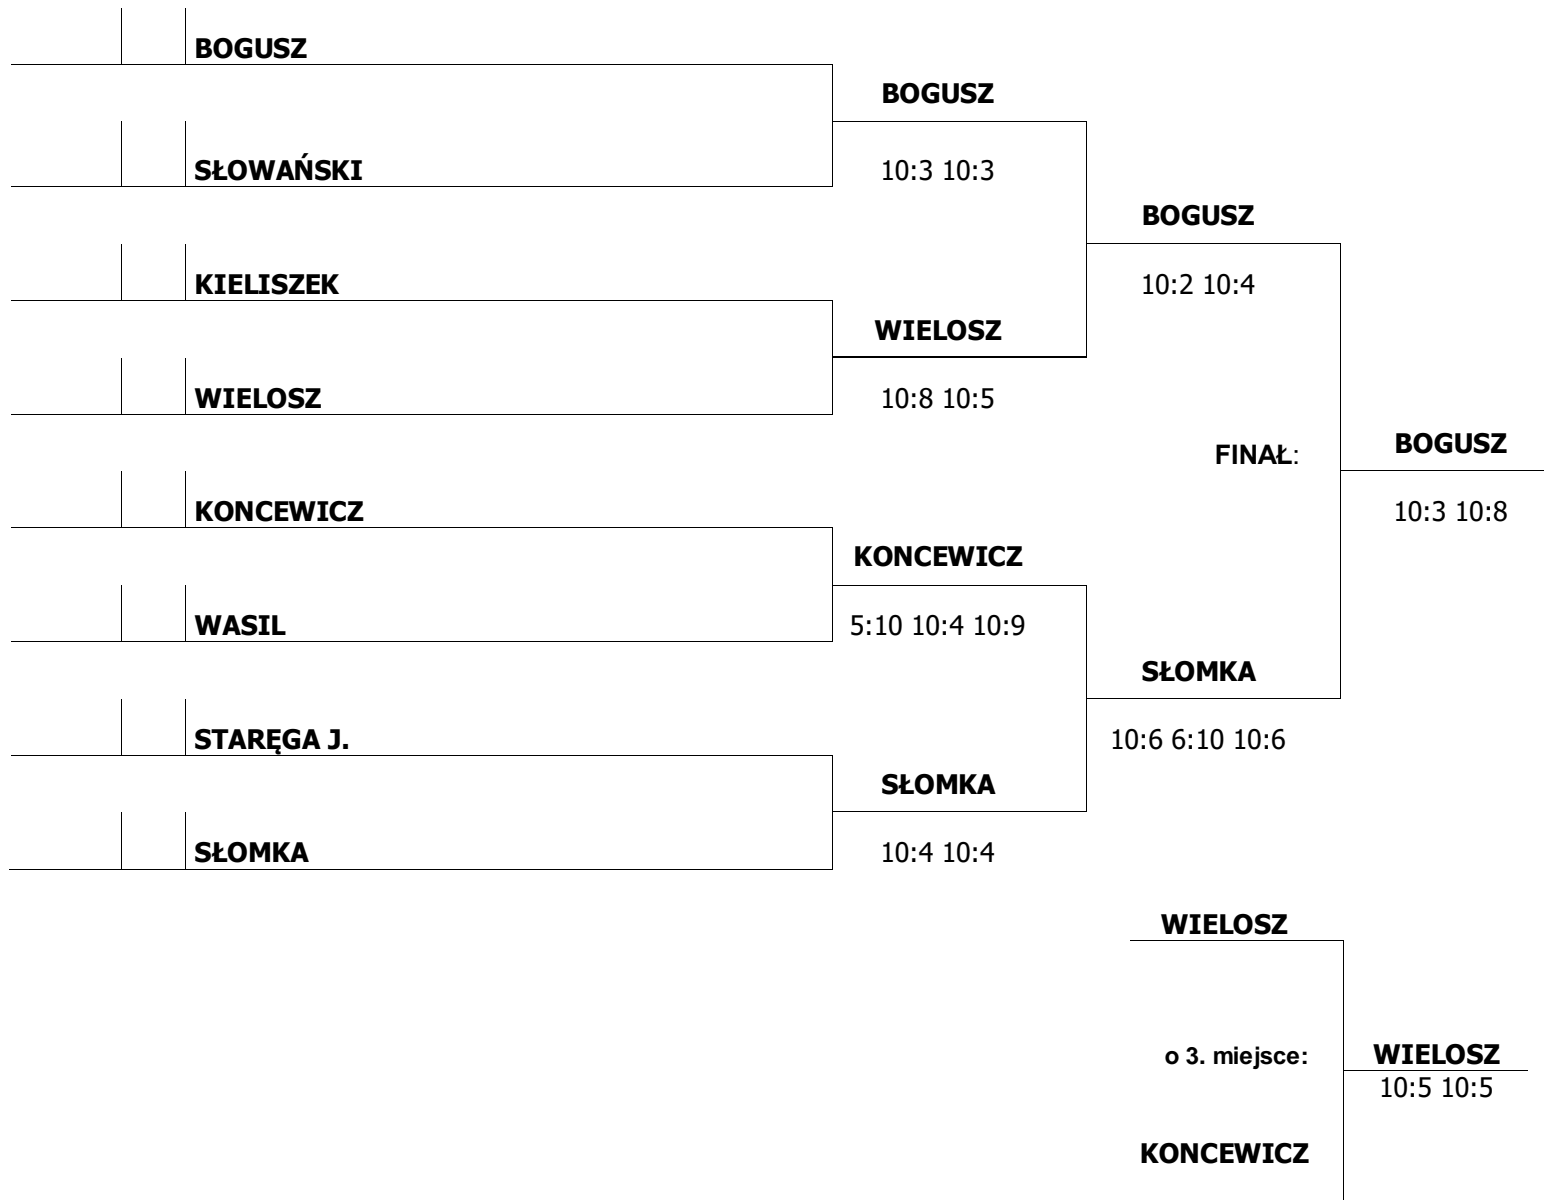 BOGUSZ
BOGUSZ
SŁOWAŃSKI
10:3 10:3
BOGUSZ
KIELISZEK
10:2 10:4
WIELOSZ
WIELOSZ
10:8 10:5
BOGUSZ
FINAŁ:
KONCEWICZ
10:3 10:8
KONCEWICZ
WASIL
5:10 10:4 10:9
SŁOMKA
STARĘGA J.
10:6 6:10 10:6
SŁOMKA
SŁOMKA
10:4 10:4
WIELOSZ
o 3. miejsce:
WIELOSZ
10:5 10:5
KONCEWICZ